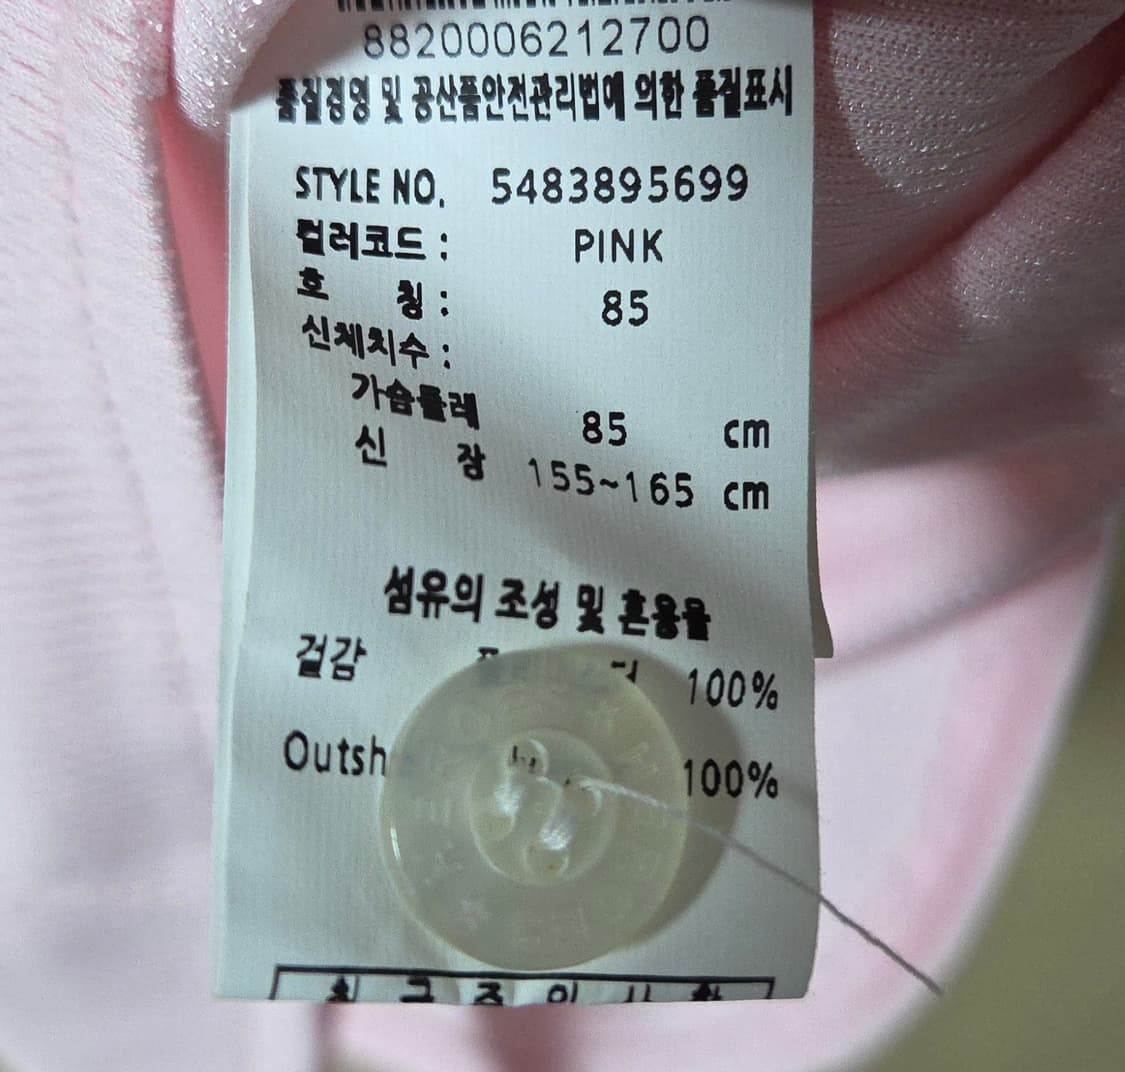 8820006212700
품질경영 및 공산품안전관리법에 의한 품질표시
STYLE NO. 5483895699
컬러코드 : PINK
호 칭 : 85
신체치수 :
가슴둘레 85 cm
신 장 155~165 cm
섬유의 조성 및 혼용율
겉감 100%
Outsh 100%